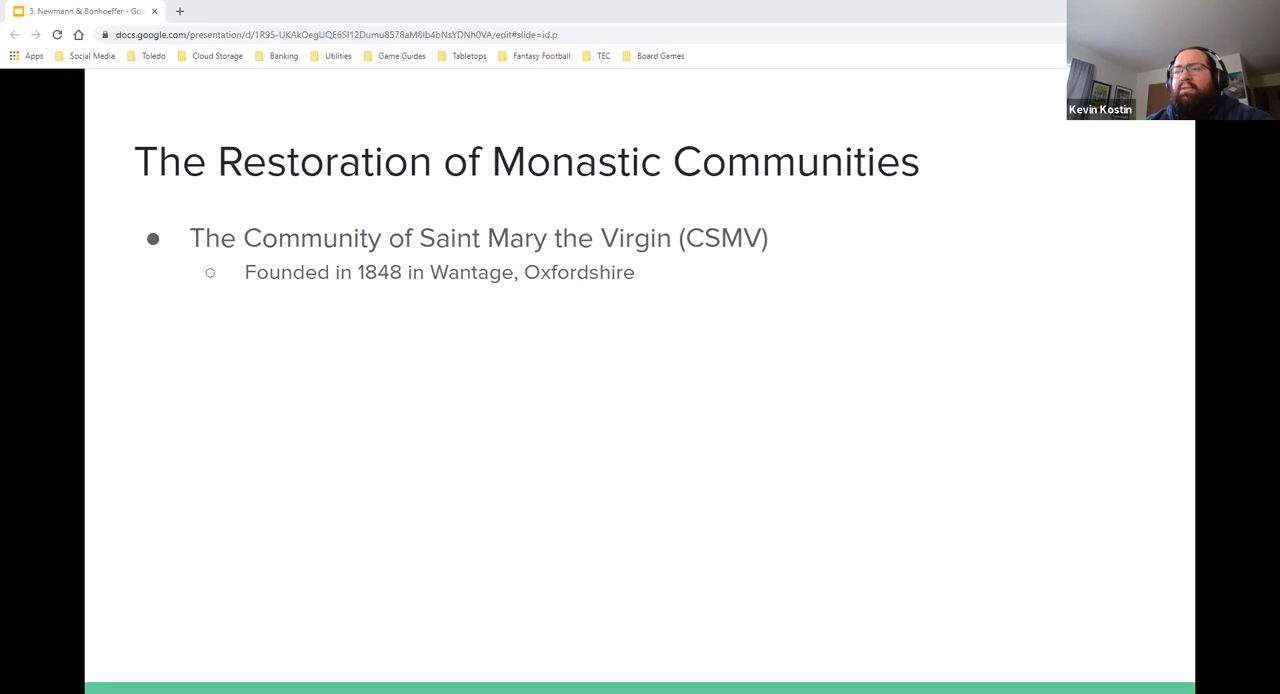 5. Newmann & Bonhoeffer - Goo
docs.google.com/presentation/d/1R95-UKAkOegUQE6SI12Dumu8578aM8Ib4bNsYDNh0VA/edit#slide=id.p
Apps Social Media Toledo Cloud Storage Banking Utilities Game Guides Tabletops Fantasy Football TEC Board Games
Kevin Kostin
The Restoration of Monastic Communities
● The Community of Saint Mary the Virgin (CSMV)
○ Founded in 1848 in Wantage, Oxfordshire